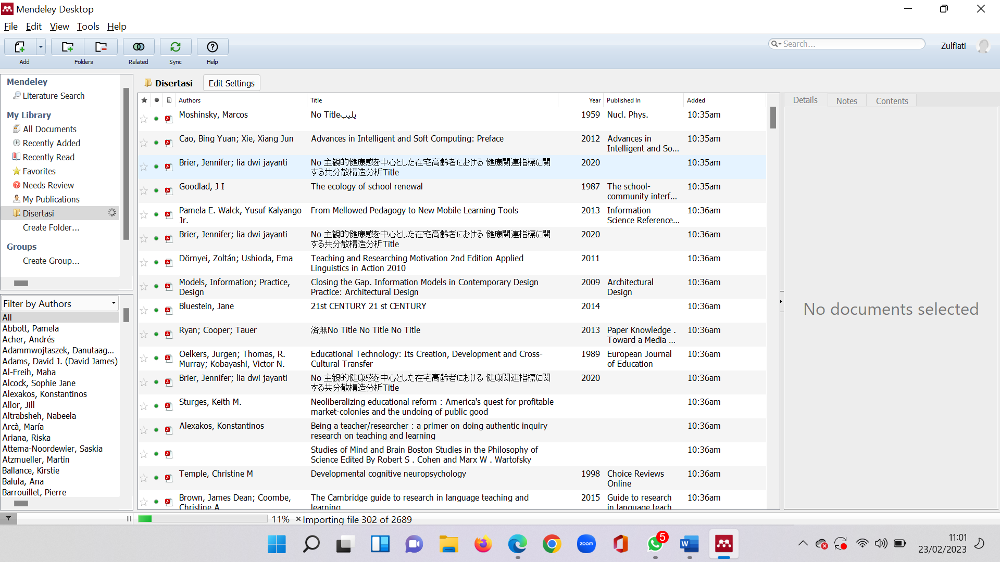 Mendeley Desktop
File Edit View Tools Help
Search...
Zulfiati
Add Folders Related Sync Help
Mendeley
Literature Search
My Library
All Documents
Recently Added
Recently Read
Favorites
Needs Review
My Publications
Disertasi
Create Folder...
Groups
Create Group...
Filter by Authors
All
Abbott, Pamela
Acher, Andrés
Adammwojtaszek, Danutaag...
Adams, David J. (David James)
Al-Freih, Maha
Alcock, Sophie Jane
Alexakos, Konstantinos
Allor, Jill
Altrabsheh, Nabeela
Arcà, María
Ariana, Riska
Attema-Noordewier, Saskia
Atzmueller, Martin
Ballance, Kirstie
Balula, Ana
Barrouillet, Pierre
Disertasi Edit Settings
Authors Title Year Published In Added
Moshinsky, Marcos No Titleیلیب 1959 Nucl. Phys. 10:35am
Cao, Bing Yuan; Xie, Xiang Jun Advances in Intelligent and Soft Computing: Preface 2012 Advances in 10:35am
Intelligent and So...
Brier, Jennifer; lia dwi jayanti No 主観的健康感を中心とした在宅高齢者における 健康関連指標に関 2020 10:35am
する共分散構造分析Title
Goodlad, J I The ecology of school renewal 1987 The school- 10:35am
community interf...
Pamela E. Walck, Yusuf Kalyango From Mellowed Pedagogy to New Mobile Learning Tools 2013 Information 10:36am
Jr. Science Reference...
Brier, Jennifer; lia dwi jayanti No 主観的健康感を中心とした在宅高齢者における 健康関連指標に関 2020 10:36am
する共分散構造分析Title
Dörnyei, Zoltán; Ushioda, Ema Teaching and Researching Motivation 2nd Edition Applied 2011 10:36am
Linguistics in Action 2010
Models, Information; Practice, Closing the Gap. Information Models in Contemporary Design 2009 Architectural 10:36am
Design Practice: Architectural Design Design
Bluestein, Jane 21st CENTURY 21 st CENTURY 2014 10:36am
Ryan; Cooper; Tauer 済無No Title No Title No Title 2013 Paper Knowledge . 10:36am
Toward a Media ...
Oelkers, Jurgen; Thomas, R. Educational Technology: Its Creation, Development and Cross- 1989 European Journal 10:36am
Murray; Kobayashi, Victor N. Cultural Transfer of Education
Brier, Jennifer; lia dwi jayanti No 主観的健康感を中心とした在宅高齢者における 健康関連指標に関 2020 10:36am
する共分散構造分析Title
Sturges, Keith M. Neoliberalizing educational reform : America's quest for profitable 10:36am
market-colonies and the undoing of public good
Alexakos, Konstantinos Being a teacher/researcher : a primer on doing authentic inquiry 10:36am
research on teaching and learning
Studies of Mind and Brain Boston Studies in the Philosophy of 10:36am
Science Edited By Robert S . Cohen and Marx W . Wartofsky
Temple, Christine M Developmental cognitive neuropsychology 1998 Choice Reviews 10:36am
Online
Brown, James Dean; Coombe, The Cambridge guide to research in language teaching and 2015 Guide to research 10:36am
Christine A learning in language teach
Details Notes Contents
No documents selected
11% Importing file 302 of 2689
zoom
5
W
11:01
23/02/2023